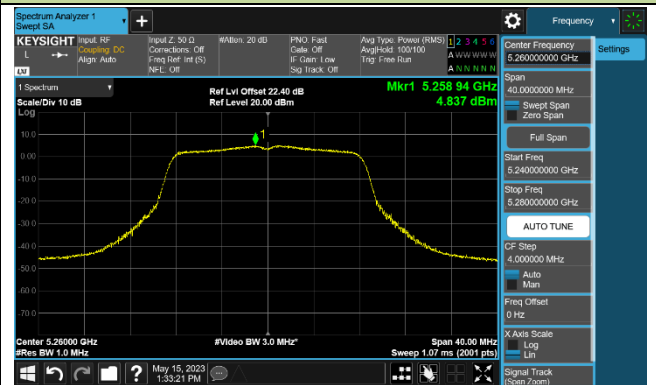 Spectrum Analyzer 1
Swept SA
+
Frequency
KEYSIGHT
L
LXI
Input: RF
Coupling: DC
Align: Auto
Input Z: 50 Ω
Corrections: Off
Freq Ref: Int (S)
NFE: Off
#Atten: 20 dB
PNO: Fast
Gate: Off
IF Gain: Low
Sig Track: Off
Avg Type: Power (RMS)
Avg|Hold: 100/100
Trig: Free Run
1 2 3 4 5 6
A W W W W W
A N N N N N
1 Spectrum
Scale/Div 10 dB
Log
Ref Lvl Offset 22.40 dB
Ref Level 20.00 dBm
Mkr1 5.258 94 GHz
4.837 dBm
10.0
0.00
-10.0
-20.0
-30.0
-40.0
-50.0
-60.0
-70.0
1
Center 5.26000 GHz
#Res BW 1.0 MHz
#Video BW 3.0 MHz*
Span 40.00 MHz
Sweep 1.07 ms (2001 pts)
May 15, 2023
1:33:21 PM
?
Center Frequency
5.260000000 GHz
Settings
Span
40.0000000 MHz
Swept Span
Zero Span
Full Span
Start Freq
5.240000000 GHz
Stop Freq
5.280000000 GHz
AUTO TUNE
CF Step
4.000000 MHz
Auto
Man
Freq Offset
0 Hz
X Axis Scale
Log
Lin
Signal Track
(Span Zoom)